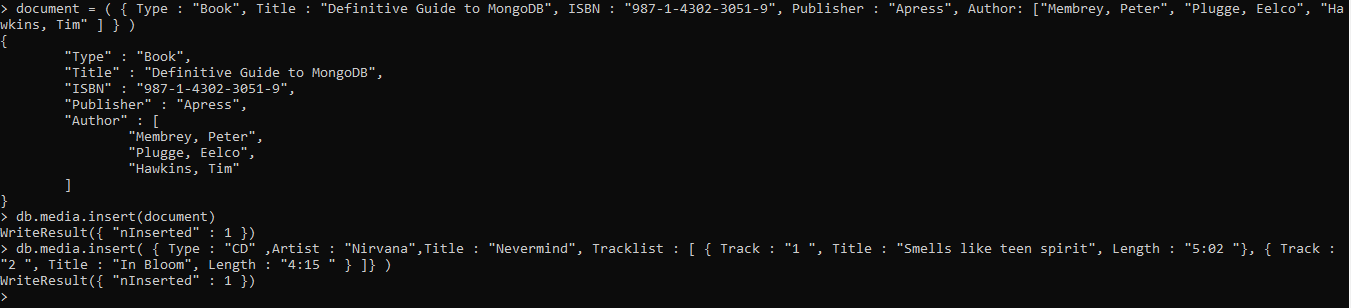 > document = ( { Type : "Book", Title : "Definitive Guide to MongoDB", ISBN : "987-1-4302-3051-9", Publisher : "Apress", Author: ["Membrey, Peter", "Plugge, Eelco", "Ha
wkins, Tim" ] } )
{
        "Type" : "Book",
        "Title" : "Definitive Guide to MongoDB",
        "ISBN" : "987-1-4302-3051-9",
        "Publisher" : "Apress",
        "Author" : [
                "Membrey, Peter",
                "Plugge, Eelco",
                "Hawkins, Tim"
        ]
}
> db.media.insert(document)
WriteResult({ "nInserted" : 1 })
> db.media.insert( { Type : "CD" ,Artist : "Nirvana",Title : "Nevermind", Tracklist : [ { Track : "1 ", Title : "Smells like teen spirit", Length : "5:02 "}, { Track :
"2 ", Title : "In Bloom", Length : "4:15 " } ]} )
WriteResult({ "nInserted" : 1 })
>